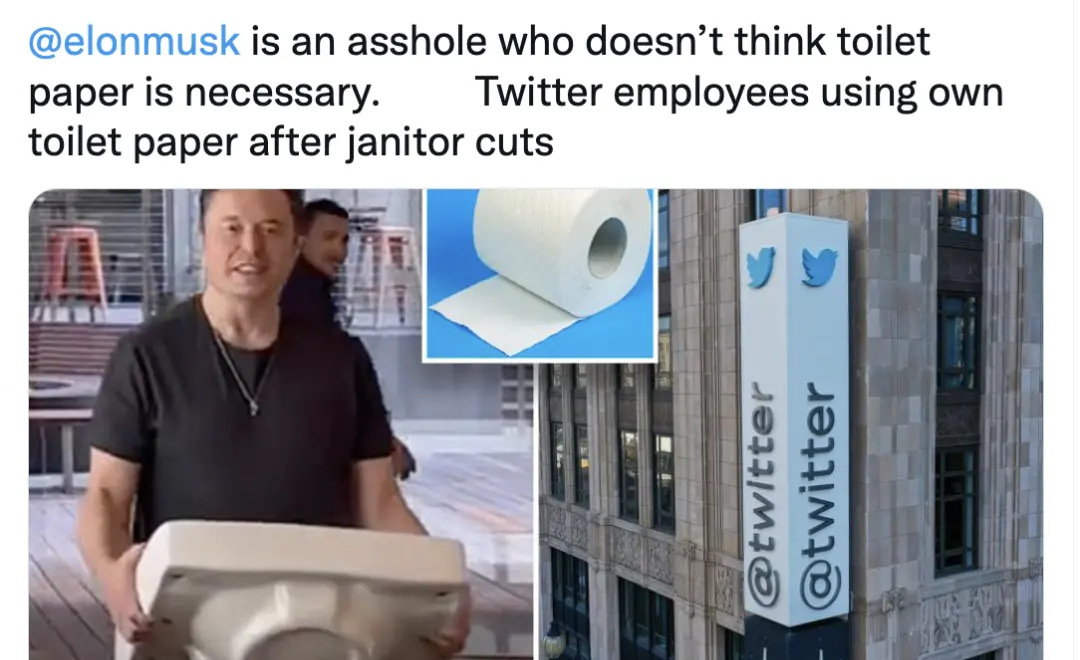 @elonmusk is an asshole who doesn’t think toilet
paper is necessary. Twitter employees using own
toilet paper after janitor cuts
@twitter
@twitter